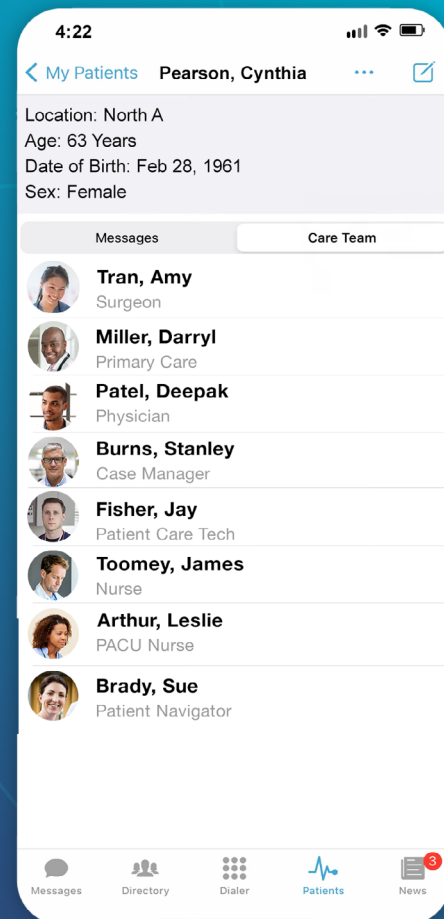 4:22
My Patients Pearson, Cynthia ...
Location: North A
Age: 63 Years
Date of Birth: Feb 28, 1961
Sex: Female
Messages Care Team
Tran, Amy
Surgeon
Miller, Darryl
Primary Care
Patel, Deepak
Physician
Burns, Stanley
Case Manager
Fisher, Jay
Patient Care Tech
Toomey, James
Nurse
Arthur, Leslie
PACU Nurse
Brady, Sue
Patient Navigator
3
Messages Directory Dialer Patients News